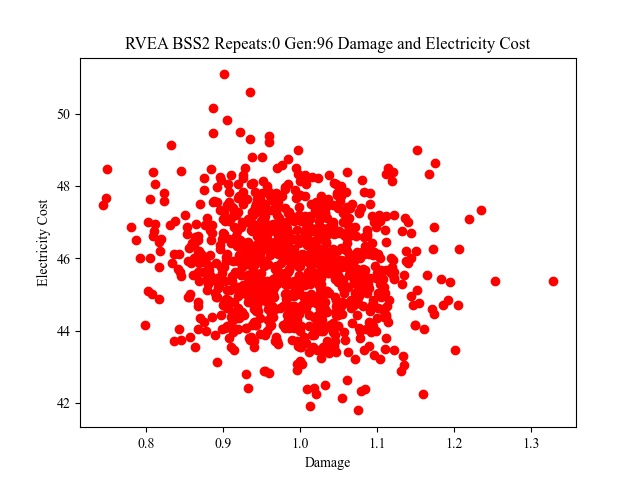 RVEA BSS2 Repeats:0 Gen:96 Damage and Electricity Cost
50
48
46
44
42
Electricity Cost
0.8 0.9 1.0 1.1 1.2 1.3
Damage